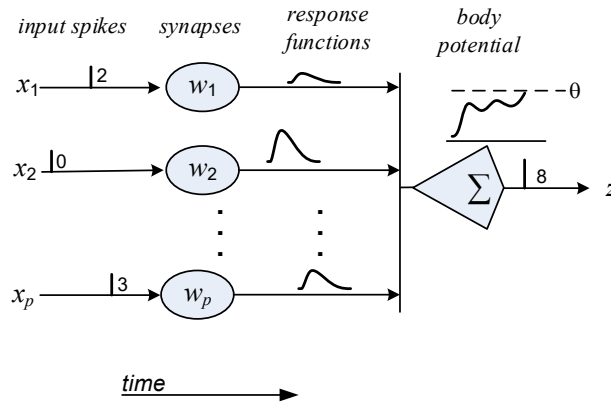 input spikes
synapses
response functions
body potential
x1
2
w1
θ
x2
0
w2
Σ
8
z
xp
3
wp
time